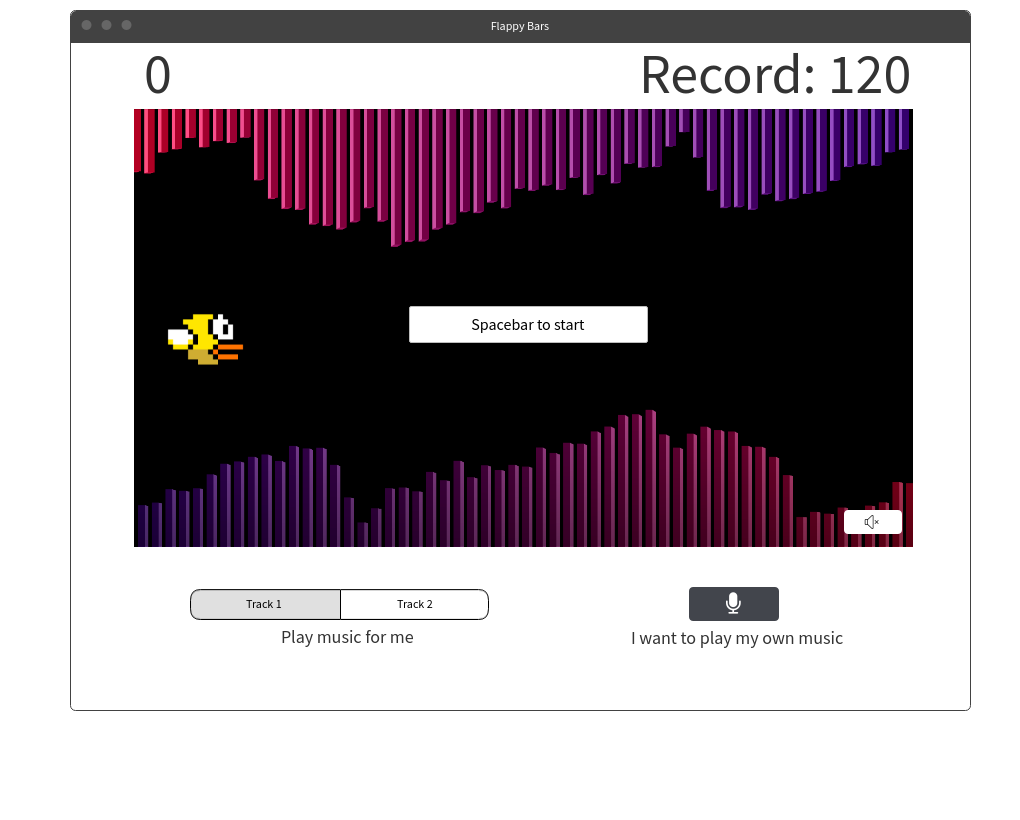 Flappy Bars
0
Record: 120
Spacebar to start
Track 1
Track 2
Play music for me
I want to play my own music